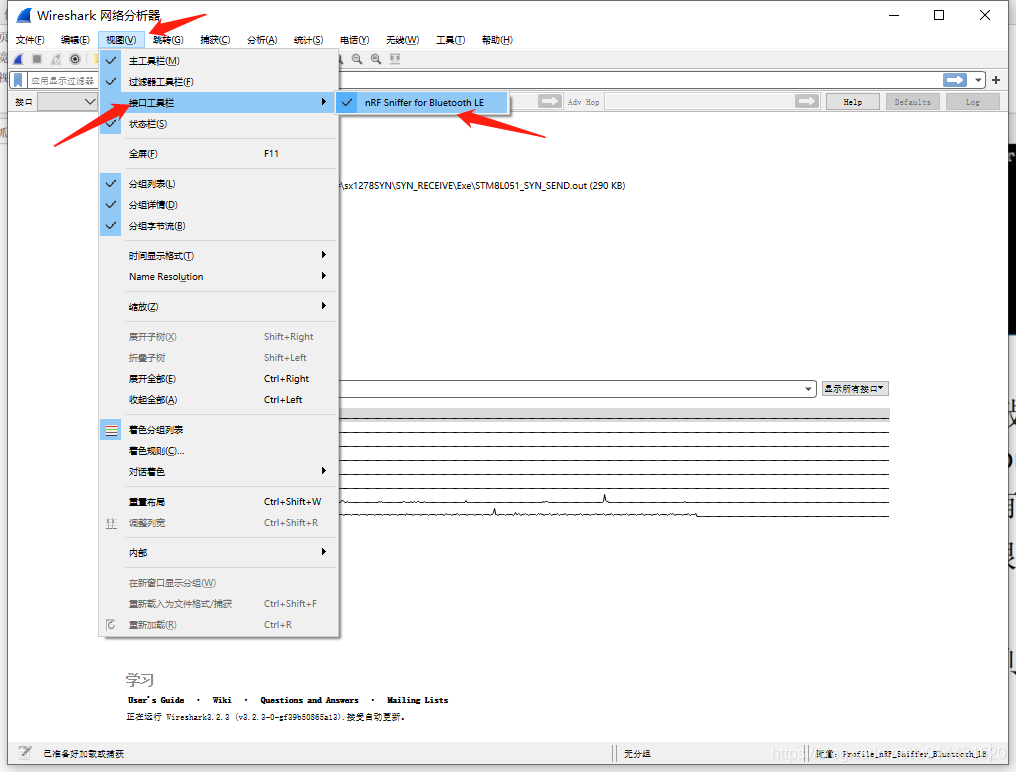 Wireshark 网络分析器
文件(F) 编辑(E) 视图(V) 跳转(G) 捕获(C) 分析(A) 统计(S) 电话(Y) 无线(W) 工具(T) 帮助(H)
主工具栏(M)
应用显示过滤器
过滤器工具栏(F)
接口
接口工具栏
nRF Sniffer for Bluetooth LE
Adv Hop
Help
Defaults
Log
状态栏(S)
全屏(F) F11
分组列表(L)
\sx1278SYN\SYN_RECEIVE\Exe\STM8L051_SYN_SEND.out (290 KB)
分组详情(D)
分组字节流(B)
时间显示格式(T)
Name Resolution
缩放(Z)
展开子树(X) Shift+Right
折叠子树 Shift+Left
展开全部(E) Ctrl+Right
显示所有接口
收起全部(A) Ctrl+Left
着色分组列表
着色规则(C)...
对话着色
重置布局 Ctrl+Shift+W
调整列宽 Ctrl+Shift+R
内部
在新窗口显示分组(W)
重新载入为文件格式/捕获 Ctrl+Shift+F
重新加载(R) Ctrl+R
学习
User's Guide · Wiki · Questions and Answers · Mailing Lists
正在运行 Wireshark3.2.3 (v3.2.3-0-gf39b50865a13).接受自动更新。
已准备好加载或捕获
无分组
配置: Profile_nRF_Sniffer_Bluetooth_LE